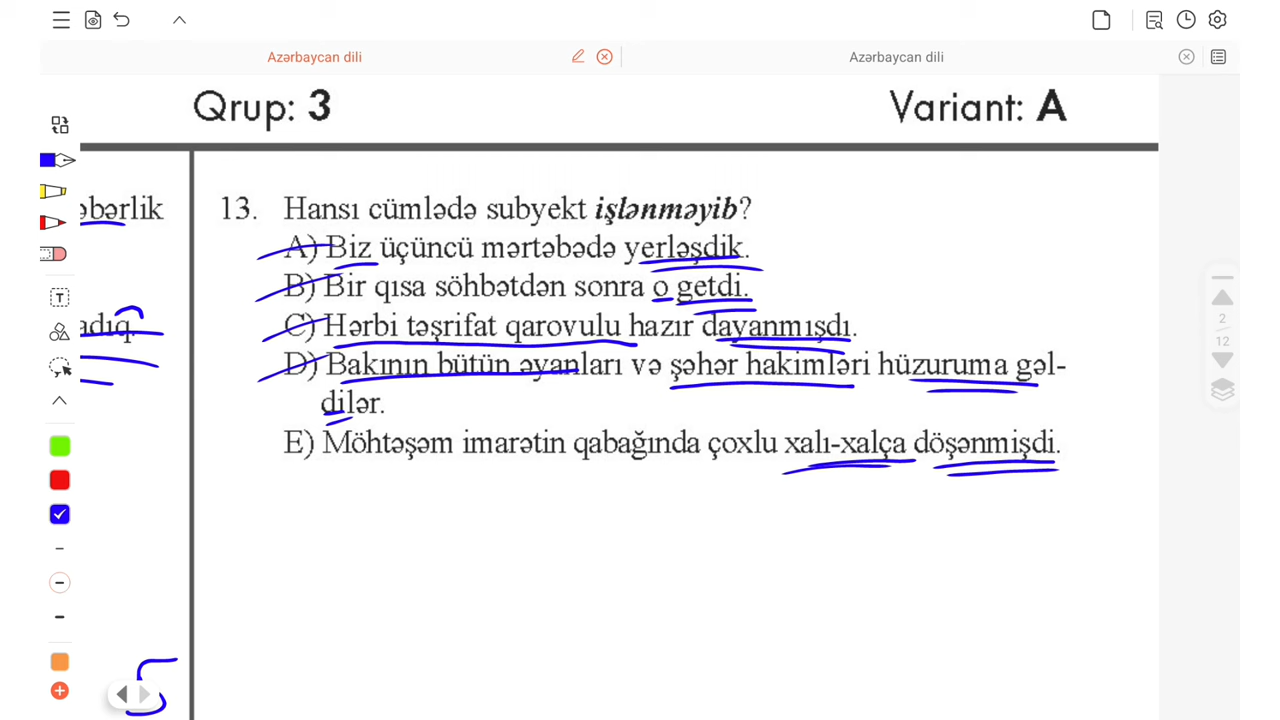 Azərbaycan dili
Azərbaycan dili
Qrup: 3
Variant: A
əbərlik
adıq.
13. Hansı cümlədə subyekt işlənməyib?
A) Biz üçüncü mərtəbədə yerləşdik.
B) Bir qısa söhbətdən sonra o getdi.
C) Hərbi təşrifat qarovulu hazır dayanmışdı.
D) Bakının bütün əyanları və şəhər hakimləri hüzuruma gəl-
dilər.
E) Möhtəşəm imarətin qabağında çoxlu xalı-xalça döşənmişdi.
2
12